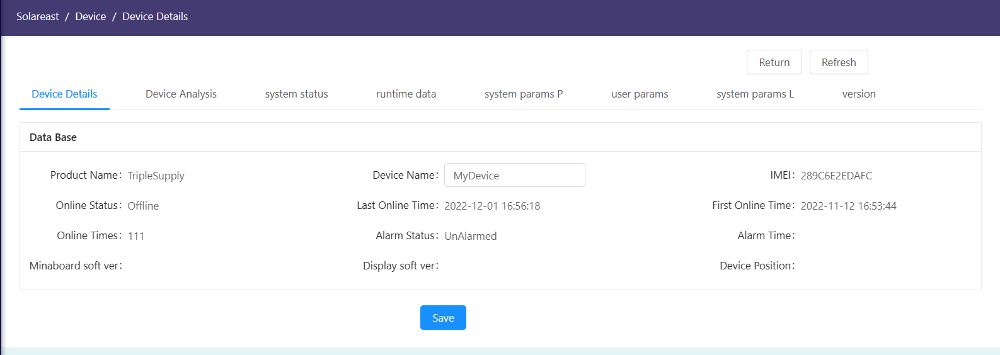 Solareast / Device / Device Details
Return Refresh
Device Details Device Analysis system status runtime data system params P user params system params L version
Data Base
Product Name: TripleSupply Device Name: MyDevice IMEI: 289C6E2EDAFC
Online Status: Offline Last Online Time: 2022-12-01 16:56:18 First Online Time: 2022-11-12 16:53:44
Online Times: 111 Alarm Status: UnAlarmed Alarm Time:
Minaboard soft ver: Display soft ver: Device Position:
Save